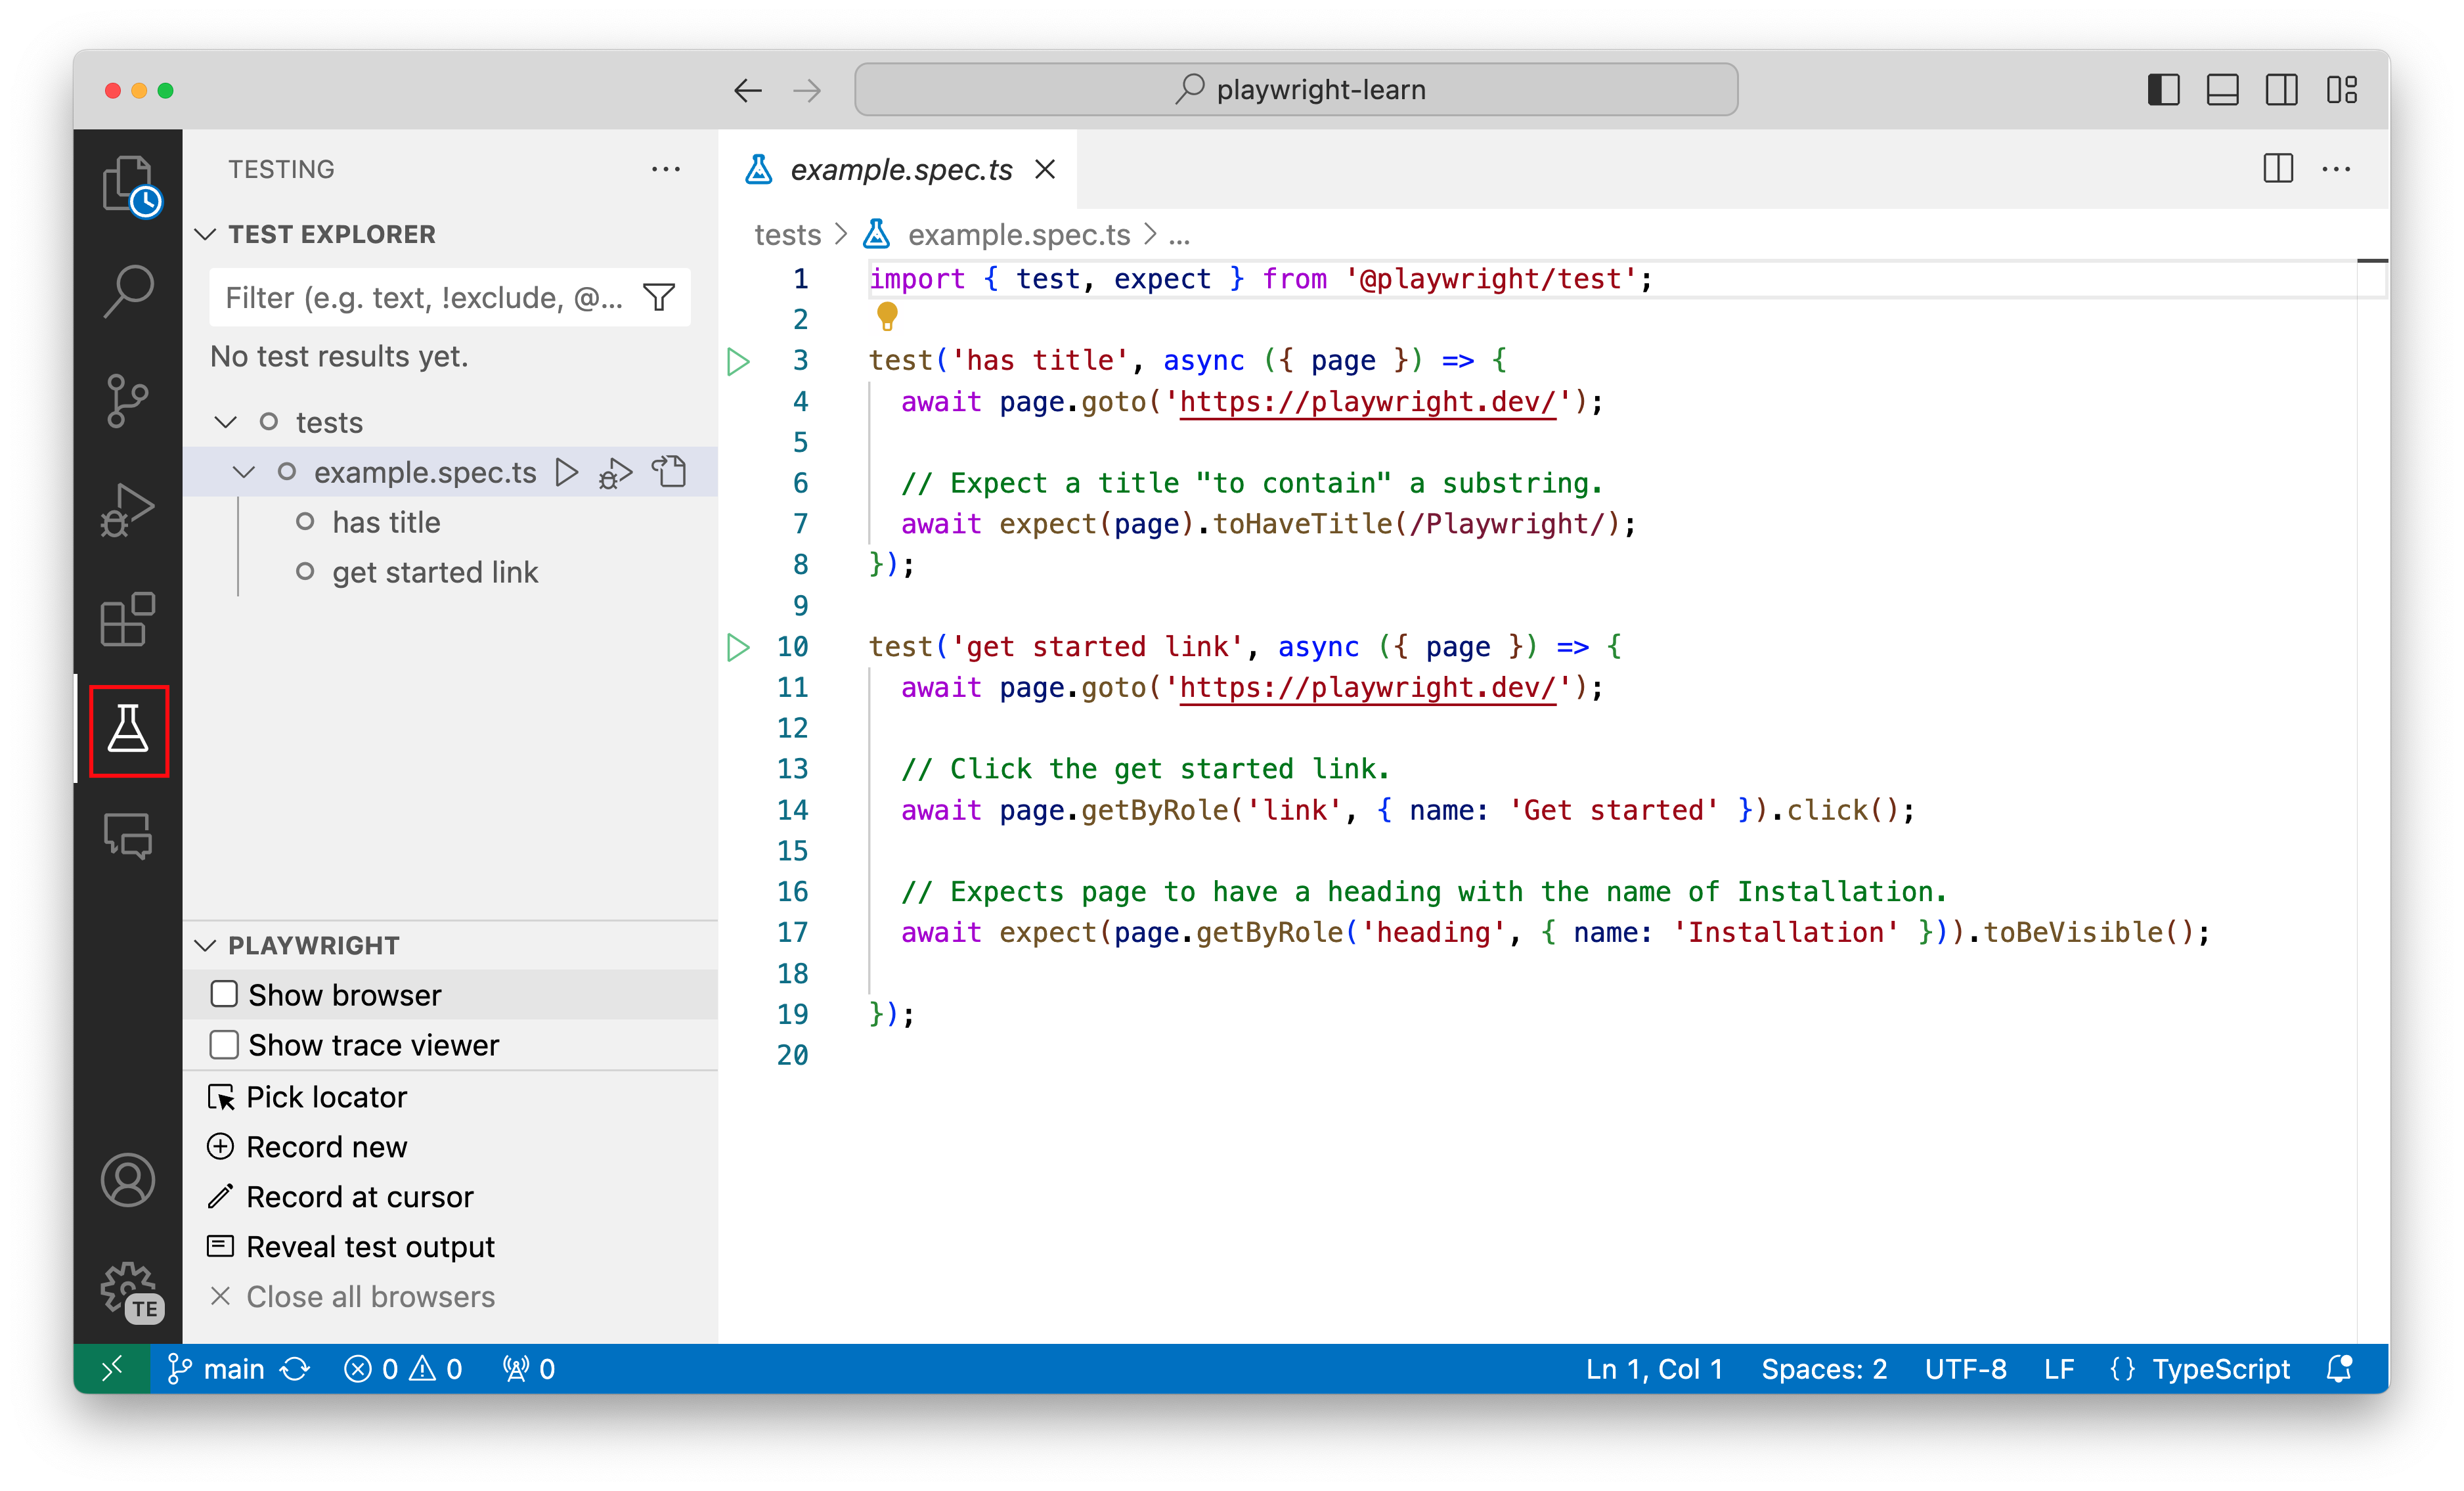 playwright-learn
TESTING
TEST EXPLORER
Filter (e.g. text, !exclude, @...
No test results yet.
tests
example.spec.ts
has title
get started link
PLAYWRIGHT
Show browser
Show trace viewer
Pick locator
Record new
Record at cursor
Reveal test output
Close all browsers
TE
example.spec.ts
tests > example.spec.ts > ...
1 import { test, expect } from '@playwright/test';
2
3 test('has title', async ({ page }) => {
4   await page.goto('https://playwright.dev/');
5
6   // Expect a title "to contain" a substring.
7   await expect(page).toHaveTitle(/Playwright/);
8 });
9
10 test('get started link', async ({ page }) => {
11   await page.goto('https://playwright.dev/');
12
13   // Click the get started link.
14   await page.getByRole('link', { name: 'Get started' }).click();
15
16   // Expects page to have a heading with the name of Installation.
17   await expect(page.getByRole('heading', { name: 'Installation' })).toBeVisible();
18
19 });
20
main 0 0 0 Ln 1, Col 1 Spaces: 2 UTF-8 LF {} TypeScript